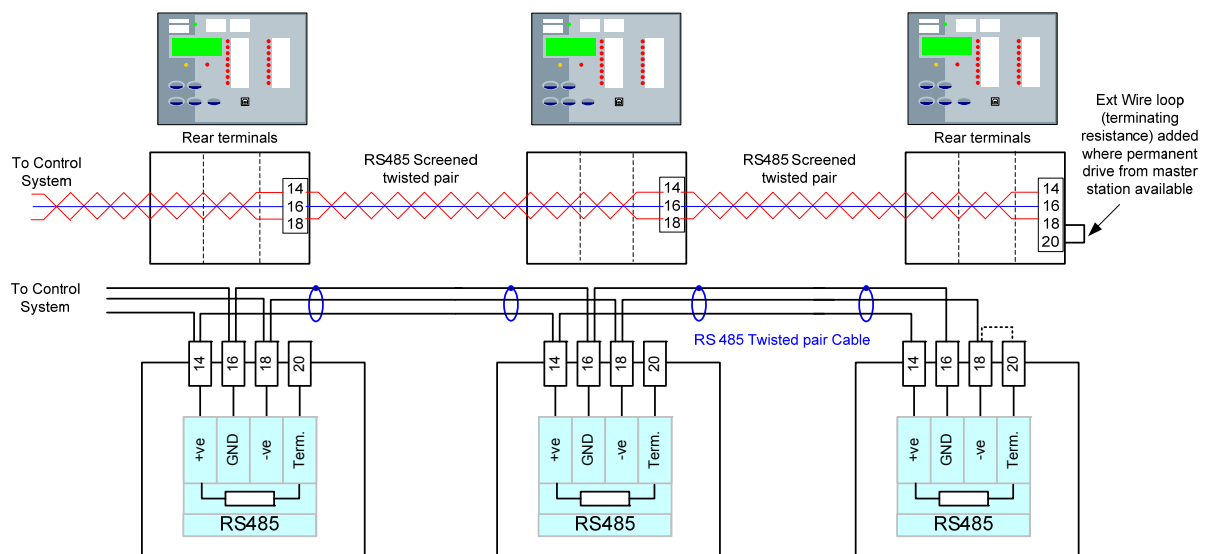 Rear terminals
Rear terminals
Ext Wire loop
(terminating
resistance) added
where permanent
drive from master
station available
To Control
System
RS485 Screened
twisted pair
RS485 Screened
twisted pair
14
16
18
14
16
18
14
16
18
20
To Control
System
RS 485 Twisted pair Cable
14
16
18
20
14
16
18
20
14
16
18
20
+ve
GND
-ve
Term.
+ve
GND
-ve
Term.
+ve
GND
-ve
Term.
RS485
RS485
RS485